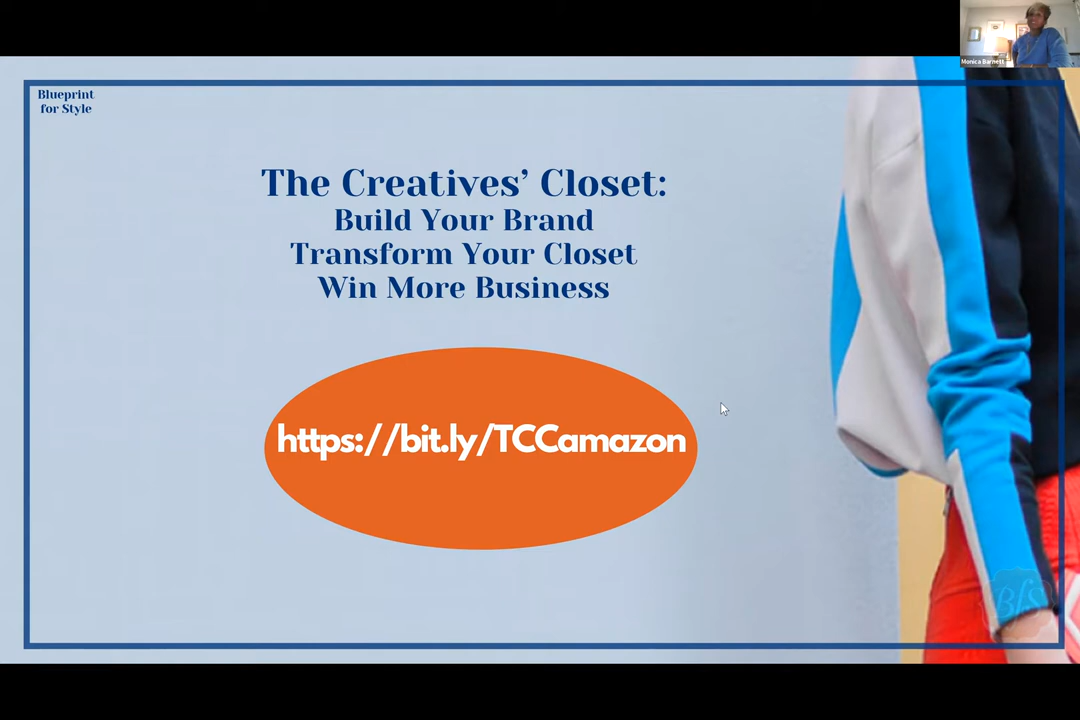 Monica Barnett
Blueprint
for Style
The Creatives’ Closet:
Build Your Brand
Transform Your Closet
Win More Business
https://bit.ly/TCCamazon
BfS